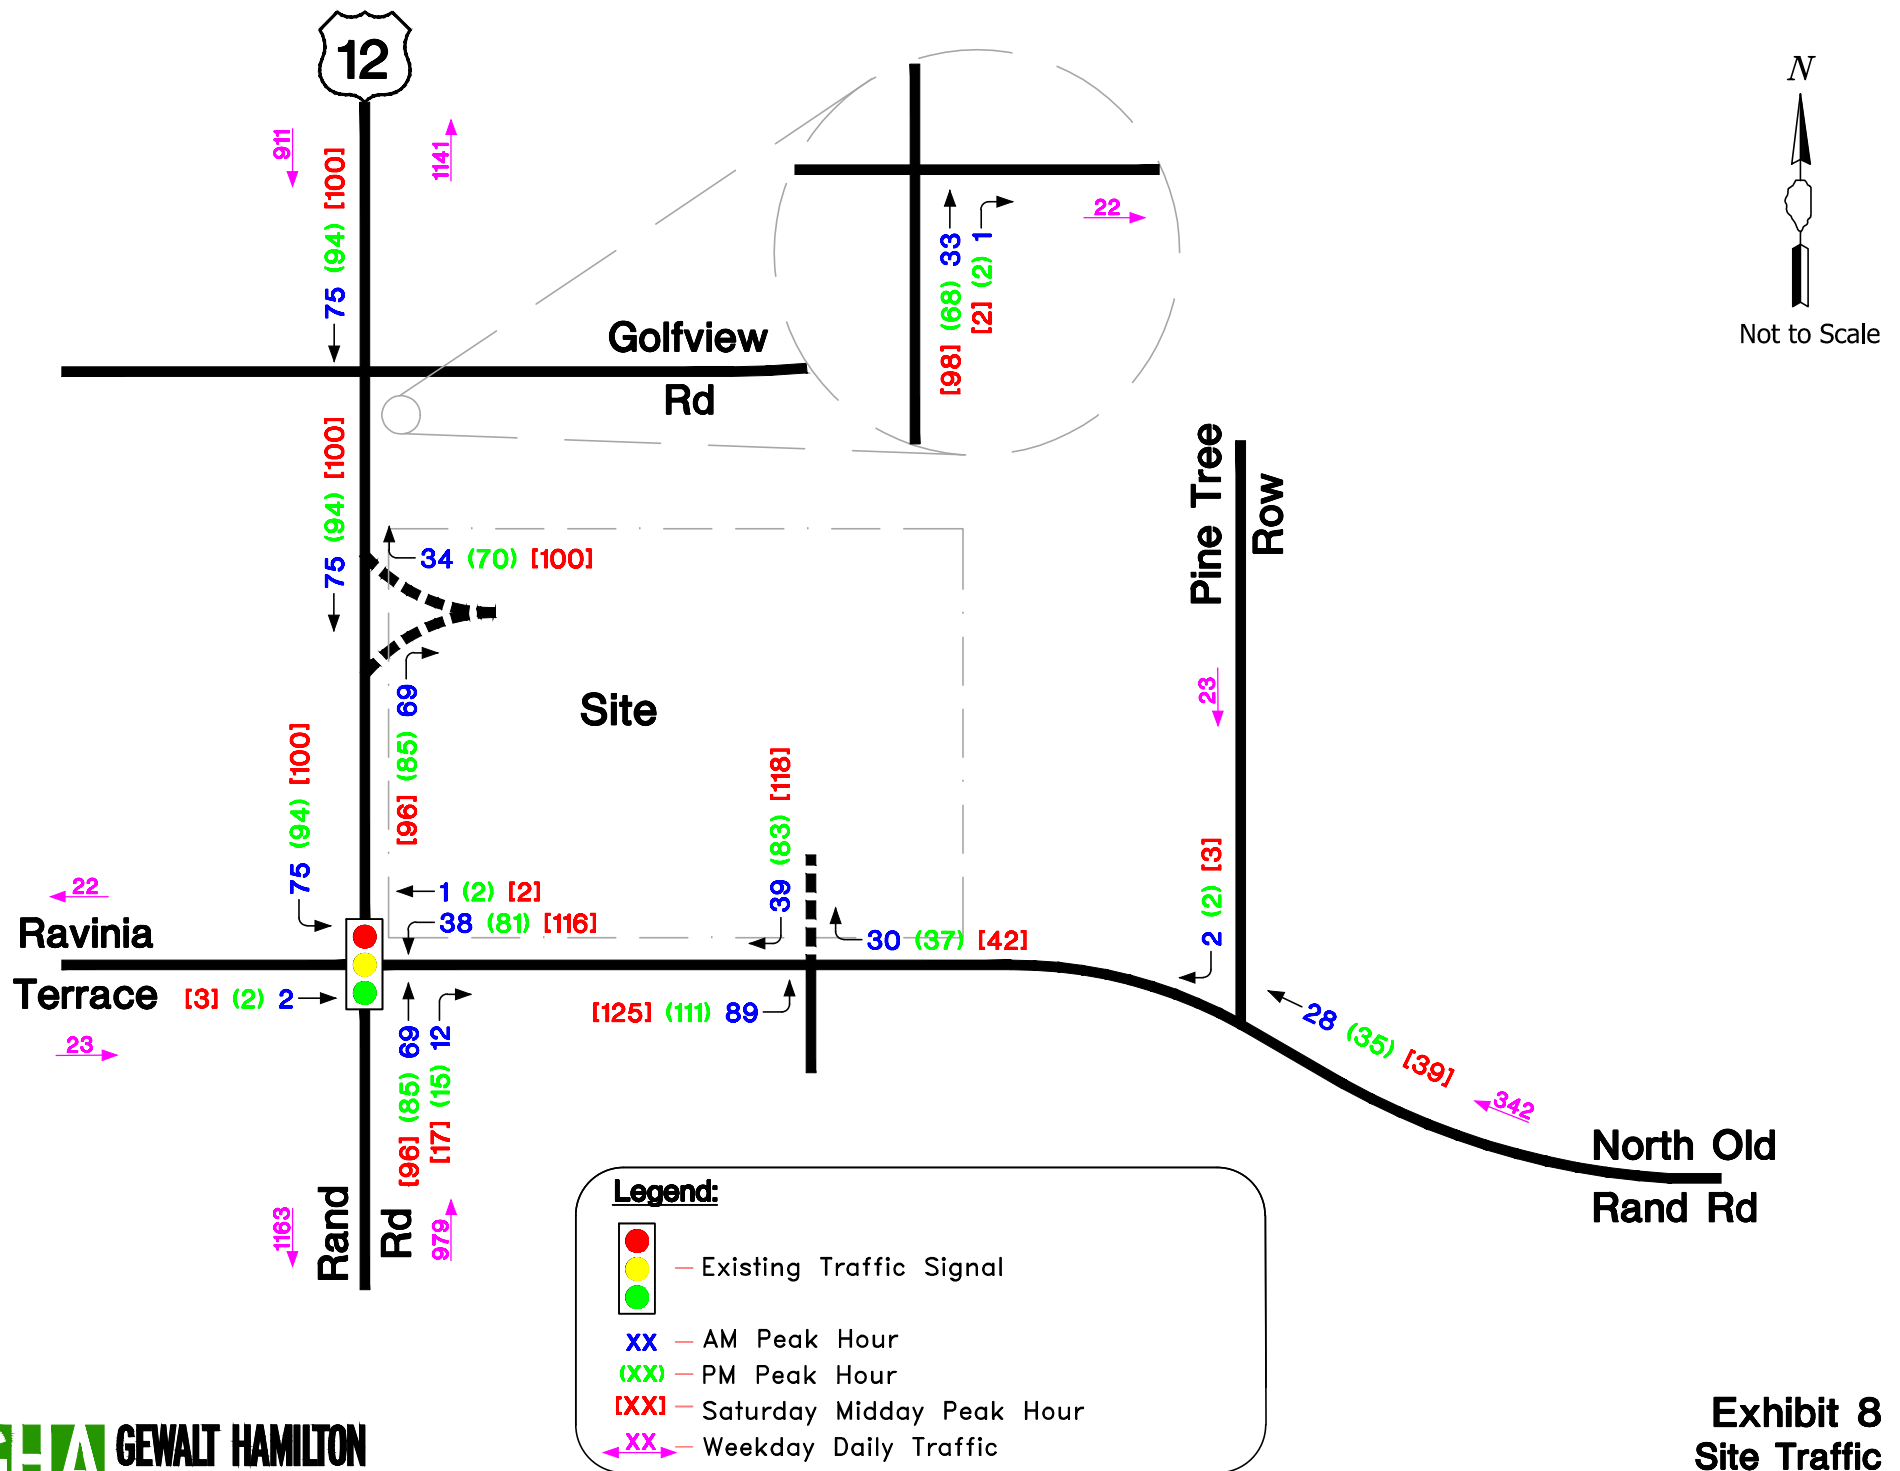 12
N
Not to Scale
911
1141
75 (94) [100]
[98] (68) 33
[2] (2) 1
22
Golfview
Rd
75 (94) [100]
34 (70) [100]
[96] (85) 69
Site
Pine Tree
Row
23
75 (94) [100]
39 (83) [118]
2 (2) [3]
22
1 (2) [2]
38 (81) [116]
30 (37) [42]
Ravinia
Terrace
[3] (2) 2
23
[96] (85) 69
[17] (15) 12
[125] (111) 89
28 (35) [39]
342
North Old
Rand Rd
1163
Rand
Rd
979
Legend:
Existing Traffic Signal
XX AM Peak Hour
(XX) PM Peak Hour
[XX] Saturday Midday Peak Hour
XX Weekday Daily Traffic
GEWALT HAMILTON
Exhibit 8
Site Traffic